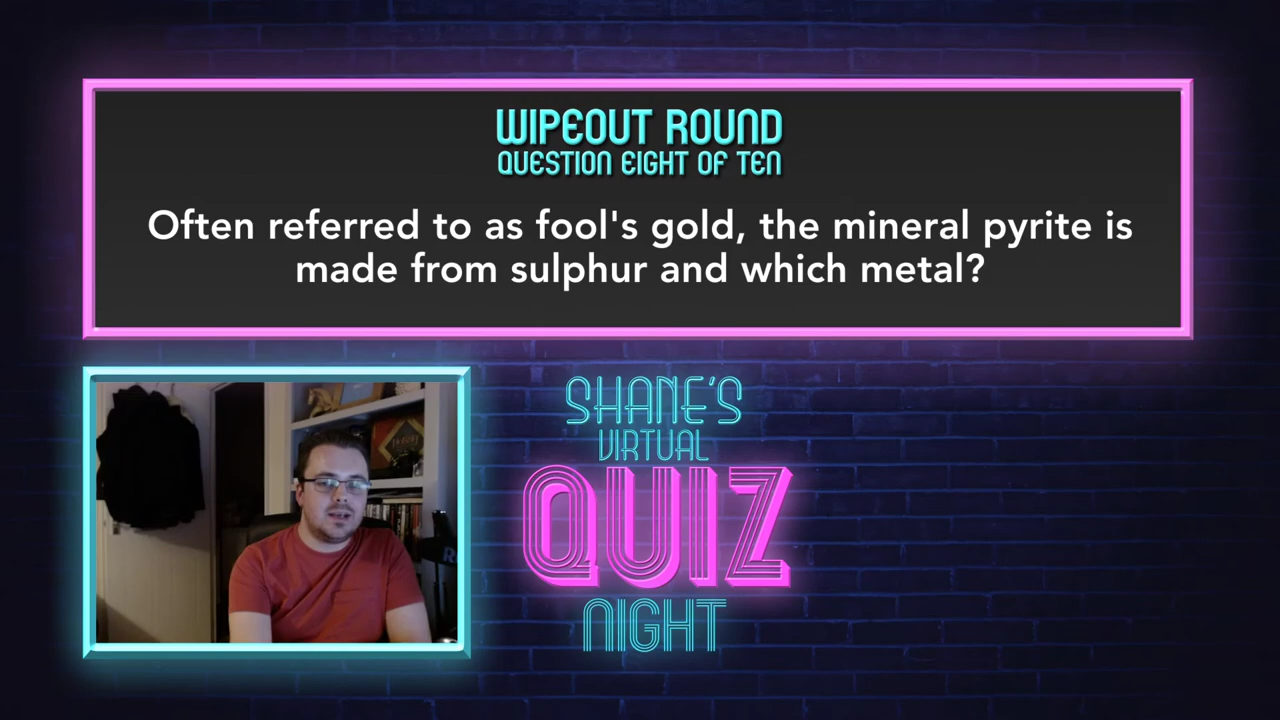 WIPEOUT ROUND
QUESTION EIGHT OF TEN
Often referred to as fool's gold, the mineral pyrite is
made from sulphur and which metal?
SHANE'S
VIRTUAL
QUIZ
NIGHT